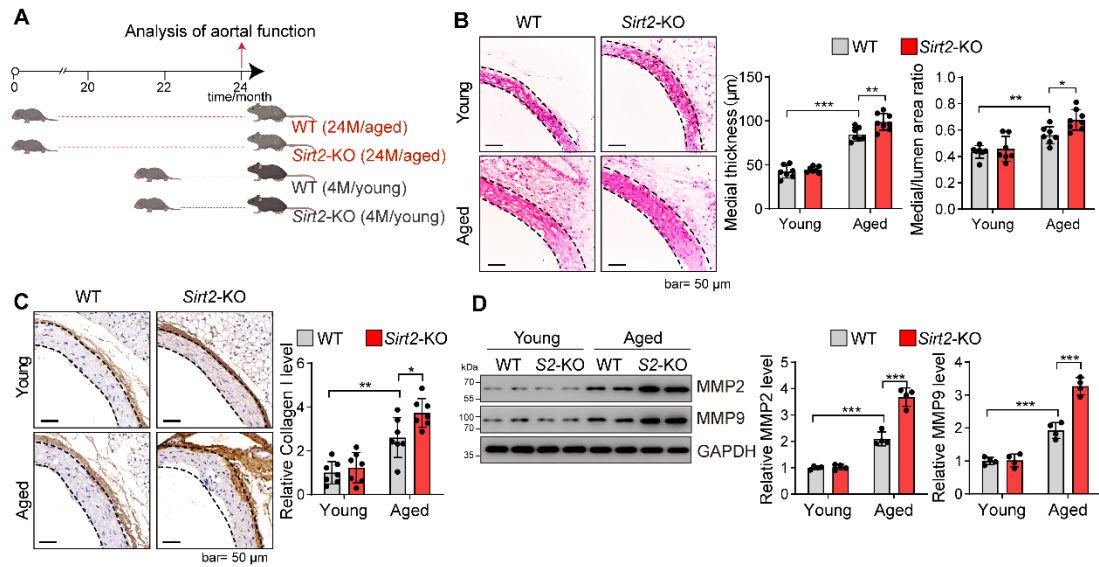 A
Analysis of aortal function
0
20
22
24
time/month
WT (24M/aged)
Sirt2-KO (24M/aged)
WT (4M/young)
Sirt2-KO (4M/young)
B
WT
Sirt2-KO
Young
Aged
bar= 50 µm
WT
Sirt2-KO
Medial thickness (µm)
150
100
50
0
***
**
Young
Aged
Medial/lumen area ratio
1.0
0.8
0.6
0.4
0.2
0.0
**
*
Young
Aged
C
WT
Sirt2-KO
Young
Aged
bar= 50 µm
WT
Sirt2-KO
Relative Collagen I level
6
4
2
0
**
*
Young
Aged
D
Young
Aged
WT
S2-KO
WT
S2-KO
kDa
70
55
MMP2
100
70
MMP9
35
GAPDH
WT
Sirt2-KO
Relative MMP2 level
5
4
3
2
1
0
***
***
Young
Aged
Relative MMP9 level
4
3
2
1
0
***
***
Young
Aged